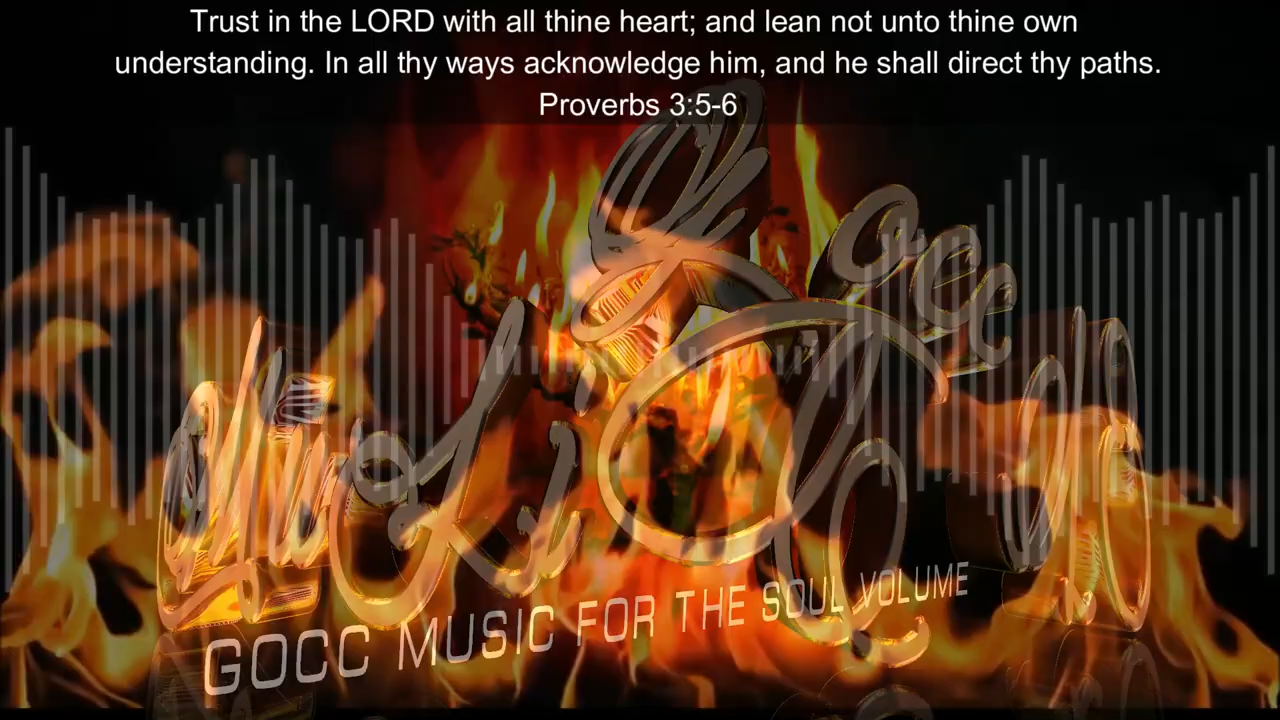 Trust in the LORD with all thine heart; and lean not unto thine own
understanding. In all thy ways acknowledge him, and he shall direct thy paths.
Proverbs 3:5-6
GOCC MUSIC FOR THE SOUL VOLUME